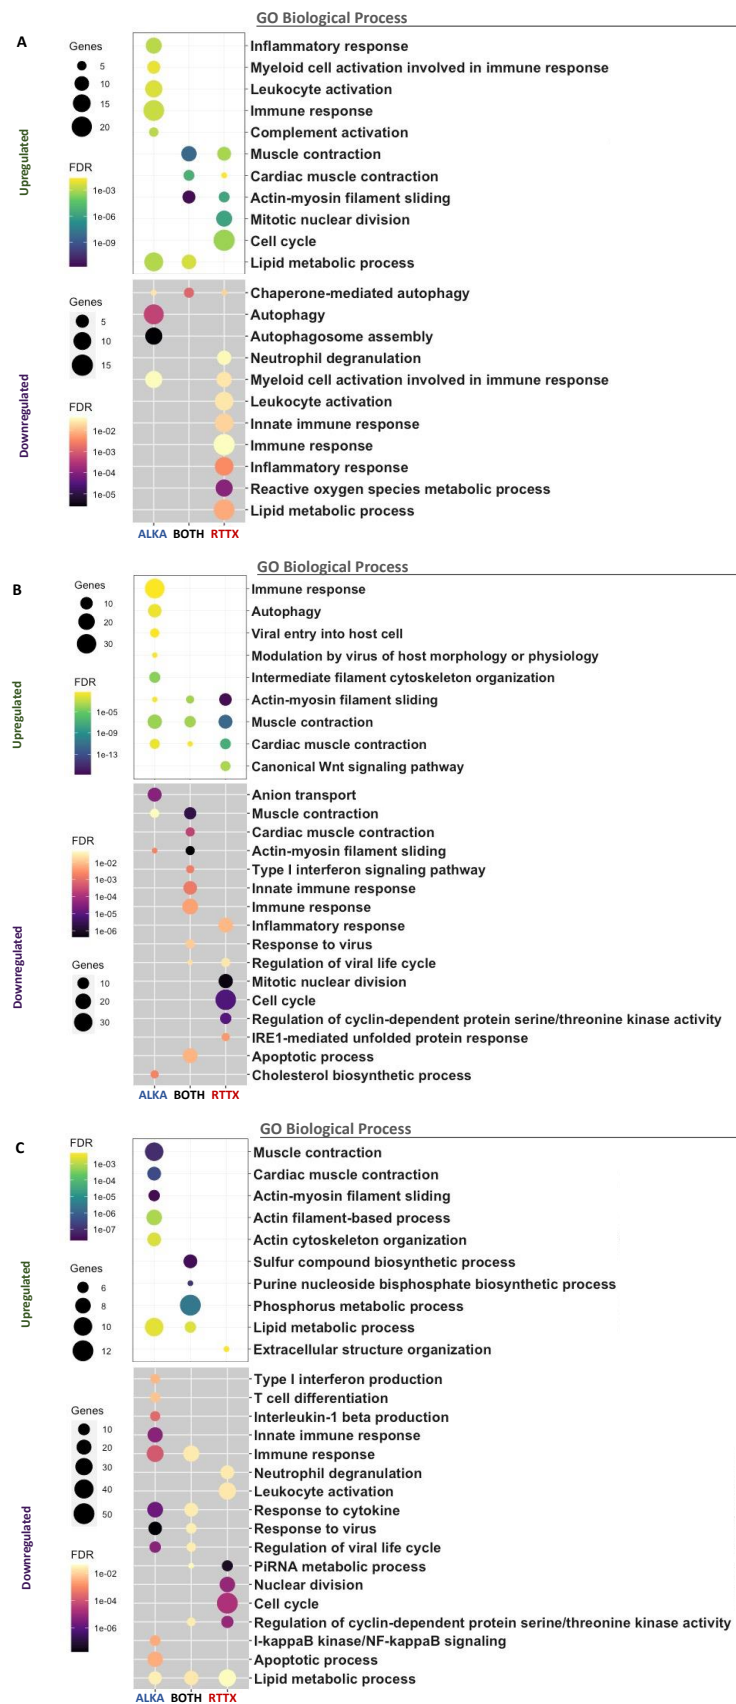 GO Biological Process
A
Genes
5
10
15
20
FDR
1e-03
1e-06
1e-09
Upregulated
Inflammatory response
Myeloid cell activation involved in immune response
Leukocyte activation
Immune response
Complement activation
Muscle contraction
Cardiac muscle contraction
Actin-myosin filament sliding
Mitotic nuclear division
Cell cycle
Lipid metabolic process
Genes
5
10
15
FDR
1e-02
1e-03
1e-04
1e-05
Downregulated
Chaperone-mediated autophagy
Autophagy
Autophagosome assembly
Neutrophil degranulation
Myeloid cell activation involved in immune response
Leukocyte activation
Innate immune response
Immune response
Inflammatory response
Reactive oxygen species metabolic process
Lipid metabolic process
ALKA BOTH RTTX
GO Biological Process
B
Genes
10
20
30
FDR
1e-05
1e-09
1e-13
Upregulated
Immune response
Autophagy
Viral entry into host cell
Modulation by virus of host morphology or physiology
Intermediate filament cytoskeleton organization
Actin-myosin filament sliding
Muscle contraction
Cardiac muscle contraction
Canonical Wnt signaling pathway
FDR
1e-02
1e-03
1e-04
1e-05
1e-06
Genes
10
20
30
Downregulated
Anion transport
Muscle contraction
Cardiac muscle contraction
Actin-myosin filament sliding
Type I interferon signaling pathway
Innate immune response
Immune response
Inflammatory response
Response to virus
Regulation of viral life cycle
Mitotic nuclear division
Cell cycle
Regulation of cyclin-dependent protein serine/threonine kinase activity
IRE1-mediated unfolded protein response
Apoptotic process
Cholesterol biosynthetic process
ALKA BOTH RTTX
GO Biological Process
C
FDR
1e-03
1e-04
1e-05
1e-06
1e-07
Genes
6
8
10
12
Upregulated
Muscle contraction
Cardiac muscle contraction
Actin-myosin filament sliding
Actin filament-based process
Actin cytoskeleton organization
Sulfur compound biosynthetic process
Purine nucleoside bisphosphate biosynthetic process
Phosphorus metabolic process
Lipid metabolic process
Extracellular structure organization
Genes
10
20
30
40
50
FDR
1e-02
1e-04
1e-06
Downregulated
Type I interferon production
T cell differentiation
Interleukin-1 beta production
Innate immune response
Immune response
Neutrophil degranulation
Leukocyte activation
Response to cytokine
Response to virus
Regulation of viral life cycle
PiRNA metabolic process
Nuclear division
Cell cycle
Regulation of cyclin-dependent protein serine/threonine kinase activity
I-kappaB kinase/NF-kappaB signaling
Apoptotic process
Lipid metabolic process
ALKA BOTH RTTX